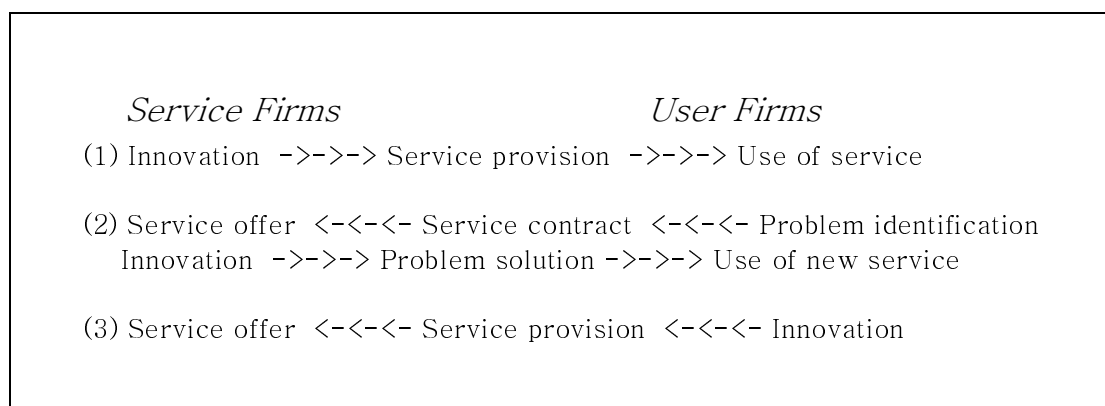 Service Firms User Firms
(1) Innovation ->->-> Service provision ->->-> Use of service
(2) Service offer <-<-<- Service contract <-<-<- Problem identification
Innovation ->->-> Problem solution ->->-> Use of new service
(3) Service offer <-<-<- Service provision <-<-<- Innovation